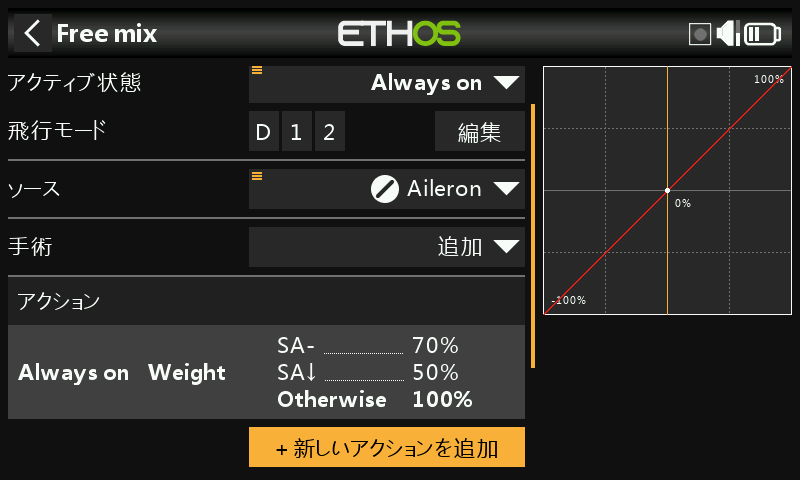 Free mix
ETHOS
アクティブ状態 Always on
飛行モード D 1 2 編集
ソース Aileron
手術 追加
アクション
Always on Weight
SA- 70%
SA↓ 50%
Otherwise 100%
+ 新しいアクションを追加
100%
0%
-100%